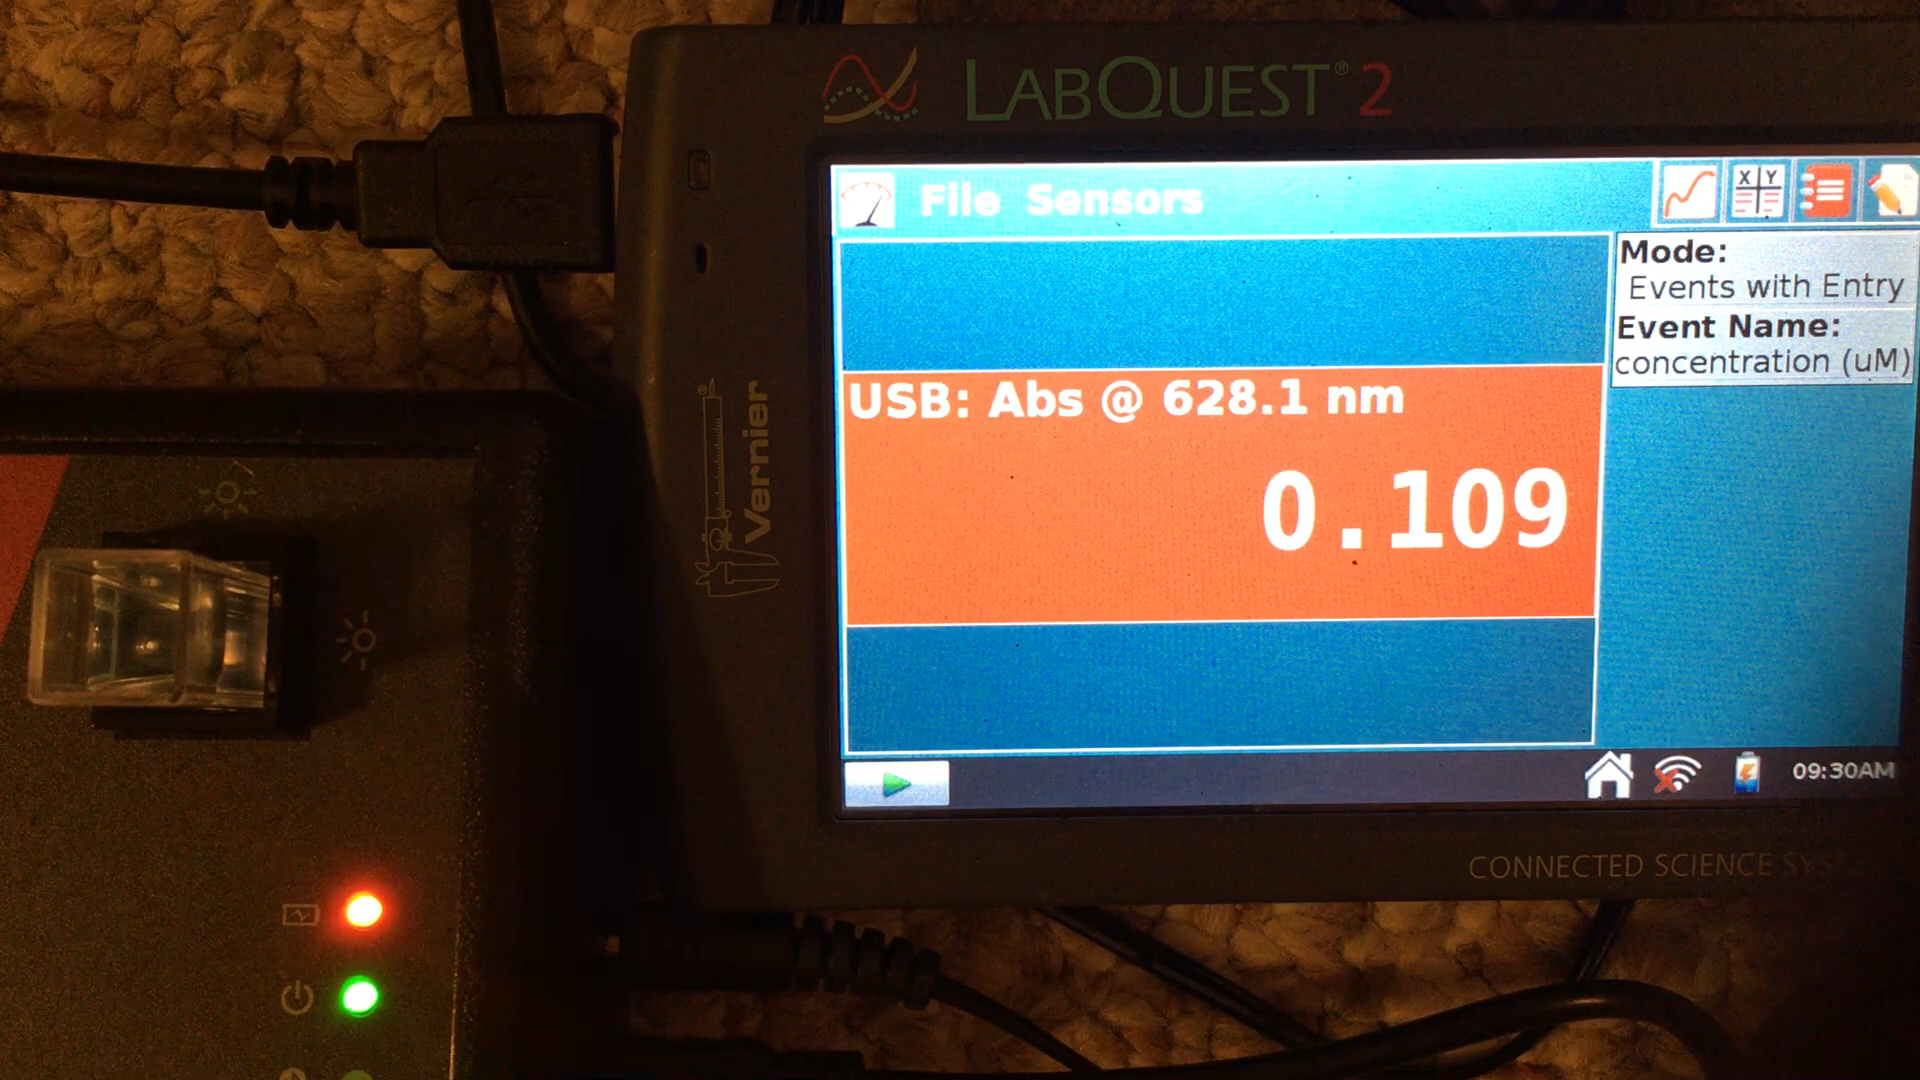 LABQUEST® 2
File Sensors
X Y
Mode:
Events with Entry
Event Name:
concentration (uM)
USB: Abs @ 628.1 nm
0.109
Vernier®
09:30AM
CONNECTED SCIENCE